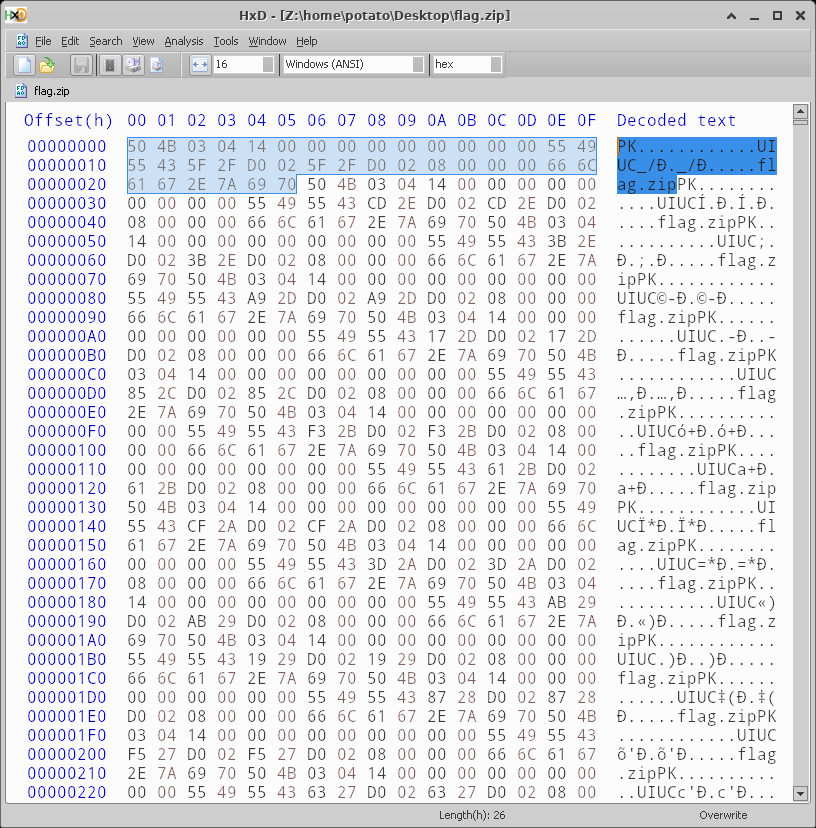 HxD - [Z:\home\potato\Desktop\flag.zip]
File Edit Search View Analysis Tools Window Help
16 Windows (ANSI) hex
flag.zip
Offset(h) 00 01 02 03 04 05 06 07 08 09 0A 0B 0C 0D 0E 0F Decoded text
00000000 50 4B 03 04 14 00 00 00 00 00 00 00 00 00 55 49 PK............UI
00000010 55 43 5F 2F D0 02 5F 2F D0 02 08 00 00 00 66 6C UC_/Ð._/Ð.....fl
00000020 61 67 2E 7A 69 70 50 4B 03 04 14 00 00 00 00 00 ag.zipPK........
00000030 00 00 00 00 55 49 55 43 CD 2E D0 02 CD 2E D0 02 ....UIUCÍ.Ð.Í.Ð.
00000040 08 00 00 00 66 6C 61 67 2E 7A 69 70 50 4B 03 04 ....flag.zipPK..
00000050 14 00 00 00 00 00 00 00 00 00 55 49 55 43 3B 2E ..........UIUC;.
00000060 D0 02 3B 2E D0 02 08 00 00 00 66 6C 61 67 2E 7A Ð.;.Ð.....flag.z
00000070 69 70 50 4B 03 04 14 00 00 00 00 00 00 00 00 00 ipPK............
00000080 55 49 55 43 A9 2D D0 02 A9 2D D0 02 08 00 00 00 UIUC©-Ð.©-Ð.....
00000090 66 6C 61 67 2E 7A 69 70 50 4B 03 04 14 00 00 00 flag.zipPK......
000000A0 00 00 00 00 00 00 55 49 55 43 17 2D D0 02 17 2D ......UIUC.-Ð..-
000000B0 D0 02 08 00 00 00 66 6C 61 67 2E 7A 69 70 50 4B Ð.....flag.zipPK
000000C0 03 04 14 00 00 00 00 00 00 00 00 00 55 49 55 43 ............UIUC
000000D0 85 2C D0 02 85 2C D0 02 08 00 00 00 66 6C 61 67 …,Ð.…,Ð.....flag
000000E0 2E 7A 69 70 50 4B 03 04 14 00 00 00 00 00 00 00 .zipPK..........
000000F0 00 00 55 49 55 43 F3 2B D0 02 F3 2B D0 02 08 00 ..UIUCó+Ð.ó+Ð...
00000100 00 00 66 6C 61 67 2E 7A 69 70 50 4B 03 04 14 00 ..flag.zipPK....
00000110 00 00 00 00 00 00 00 00 55 49 55 43 61 2B D0 02 ........UIUCa+Ð.
00000120 61 2B D0 02 08 00 00 00 66 6C 61 67 2E 7A 69 70 a+Ð.....flag.zip
00000130 50 4B 03 04 14 00 00 00 00 00 00 00 00 00 55 49 PK............UI
00000140 55 43 CF 2A D0 02 CF 2A D0 02 08 00 00 00 66 6C UCÏ*Ð.Ï*Ð.....fl
00000150 61 67 2E 7A 69 70 50 4B 03 04 14 00 00 00 00 00 ag.zipPK........
00000160 00 00 00 00 55 49 55 43 3D 2A D0 02 3D 2A D0 02 ....UIUC=*Ð.=*Ð.
00000170 08 00 00 00 66 6C 61 67 2E 7A 69 70 50 4B 03 04 ....flag.zipPK..
00000180 14 00 00 00 00 00 00 00 00 00 55 49 55 43 AB 29 ..........UIUC«)
00000190 D0 02 AB 29 D0 02 08 00 00 00 66 6C 61 67 2E 7A Ð.«)Ð.....flag.z
000001A0 69 70 50 4B 03 04 14 00 00 00 00 00 00 00 00 00 ipPK............
000001B0 55 49 55 43 19 29 D0 02 19 29 D0 02 08 00 00 00 UIUC.)Ð..)Ð.....
000001C0 66 6C 61 67 2E 7A 69 70 50 4B 03 04 14 00 00 00 flag.zipPK......
000001D0 00 00 00 00 00 00 55 49 55 43 87 28 D0 02 87 28 ......UIUC‡(Ð.‡(
000001E0 D0 02 08 00 00 00 66 6C 61 67 2E 7A 69 70 50 4B Ð.....flag.zipPK
000001F0 03 04 14 00 00 00 00 00 00 00 00 00 55 49 55 43 ............UIUC
00000200 F5 27 D0 02 F5 27 D0 02 08 00 00 00 66 6C 61 67 õ'Ð.õ'Ð.....flag
00000210 2E 7A 69 70 50 4B 03 04 14 00 00 00 00 00 00 00 .zipPK..........
00000220 00 00 55 49 55 43 63 27 D0 02 63 27 D0 02 08 00 ..UIUCc'Ð.c'Ð...
Length(h): 26 Overwrite